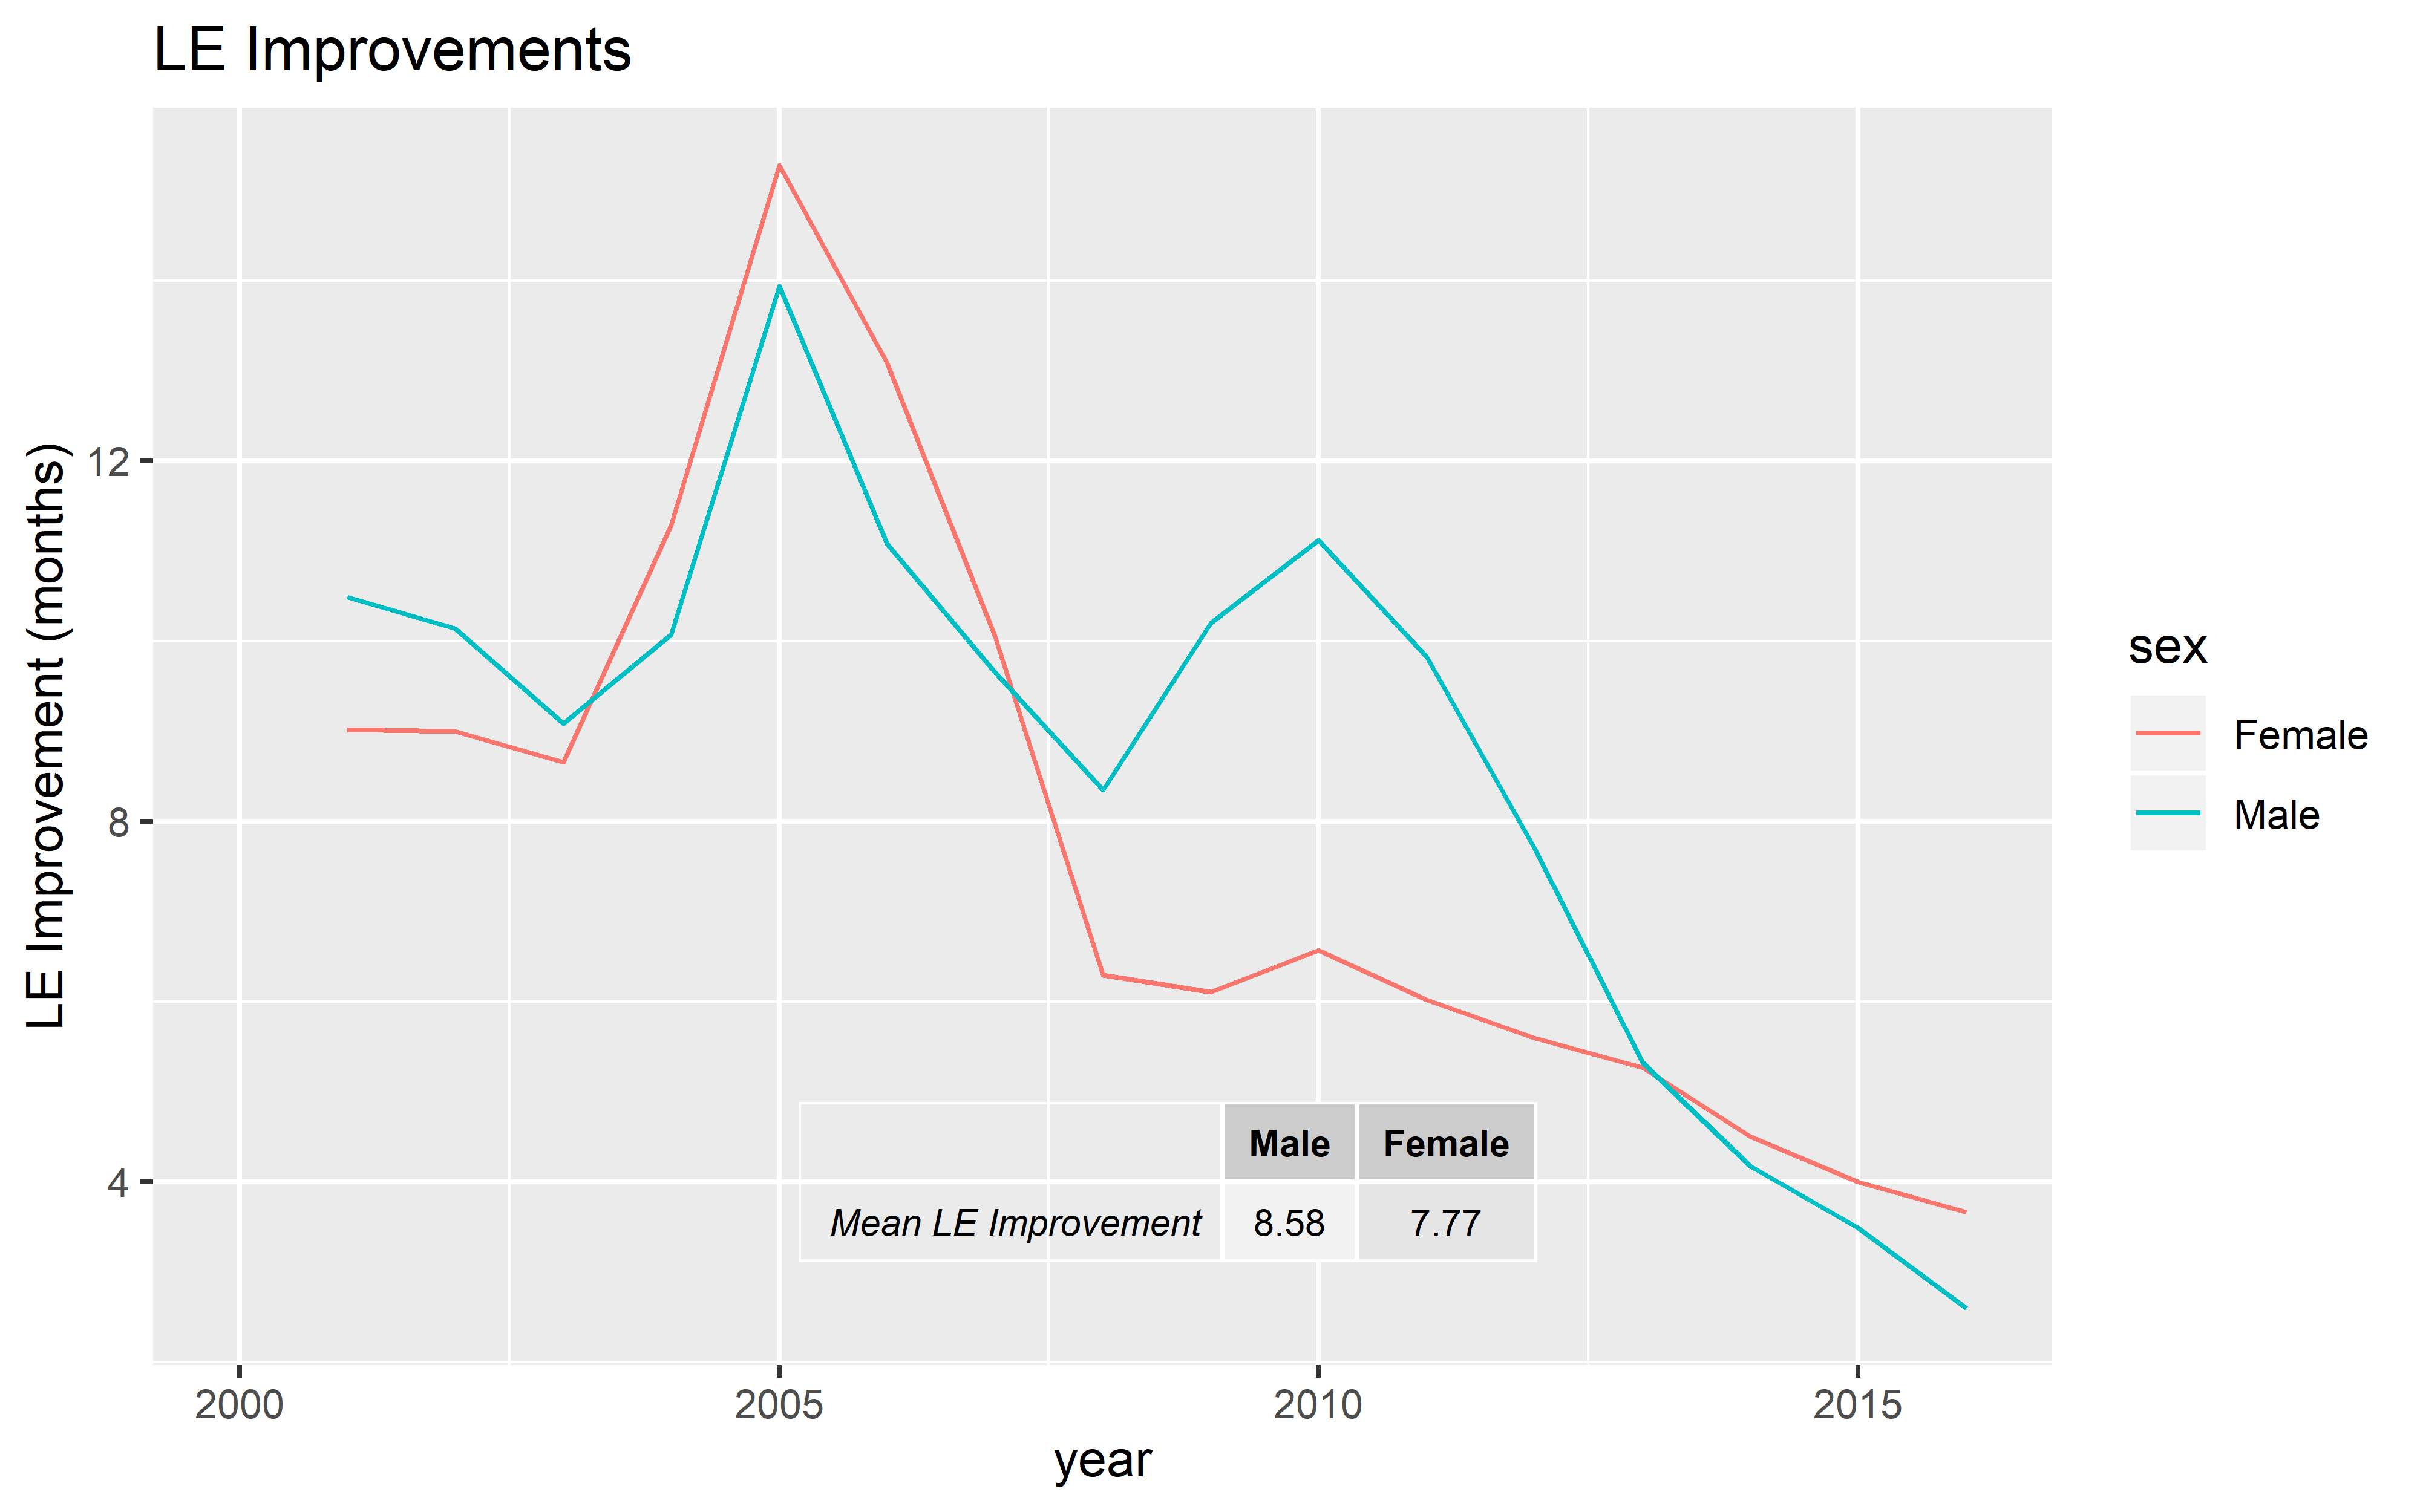 LE Improvements
LE Improvement (months)
12
8
4
Male Female
Mean LE Improvement 8.58 7.77
2000 2005 2010 2015
year
sex
Female
Male